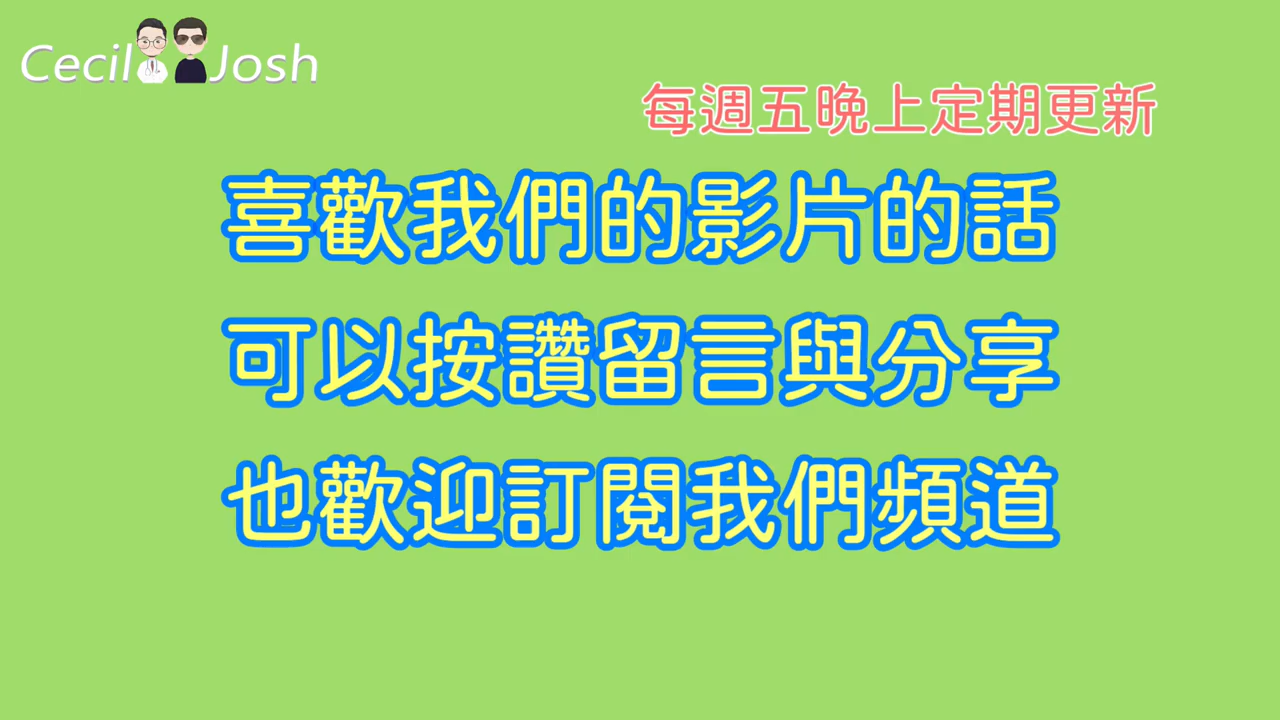 Cecil Josh
每週五晚上定期更新
喜歡我們的影片的話
可以按讚留言與分享
也歡迎訂閱我們頻道